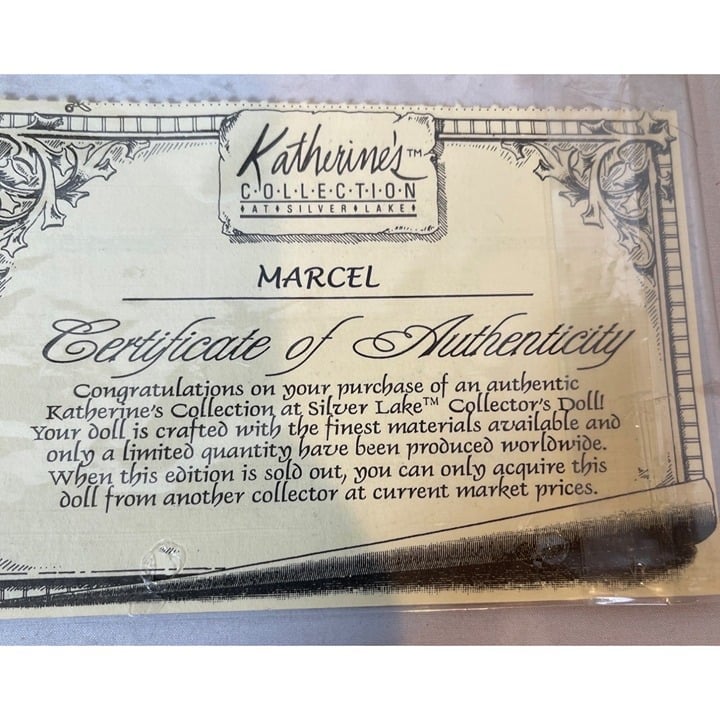 Katherine's™
C·O·L·L·E·C·T·I·O·N
AT SILVER LAKE
MARCEL
Certificate of Authenticity
Congratulations on your purchase of an authentic
Katherine's Collection at Silver Lake™ Collector's Doll!
Your doll is crafted with the finest materials available and
only a limited quantity have been produced worldwide.
When this edition is sold out, you can only acquire this
doll from another collector at current market prices.